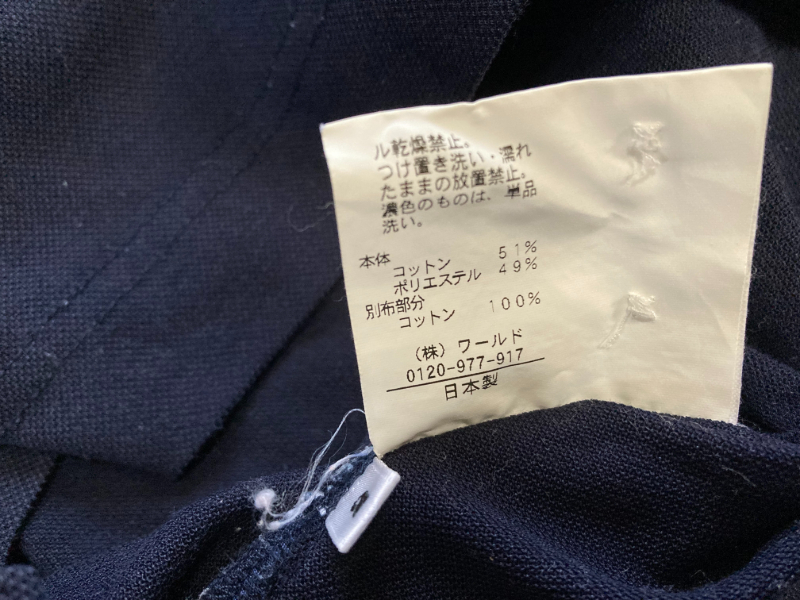 ル乾燥禁止。
つけ置き洗い・濡れ
たままの放置禁止。
濃色のものは、単品
洗い。
本体
コットン 51%
ポリエステル 49%
別布部分
コットン 100%
（株）ワールド
0120-977-917
日本製